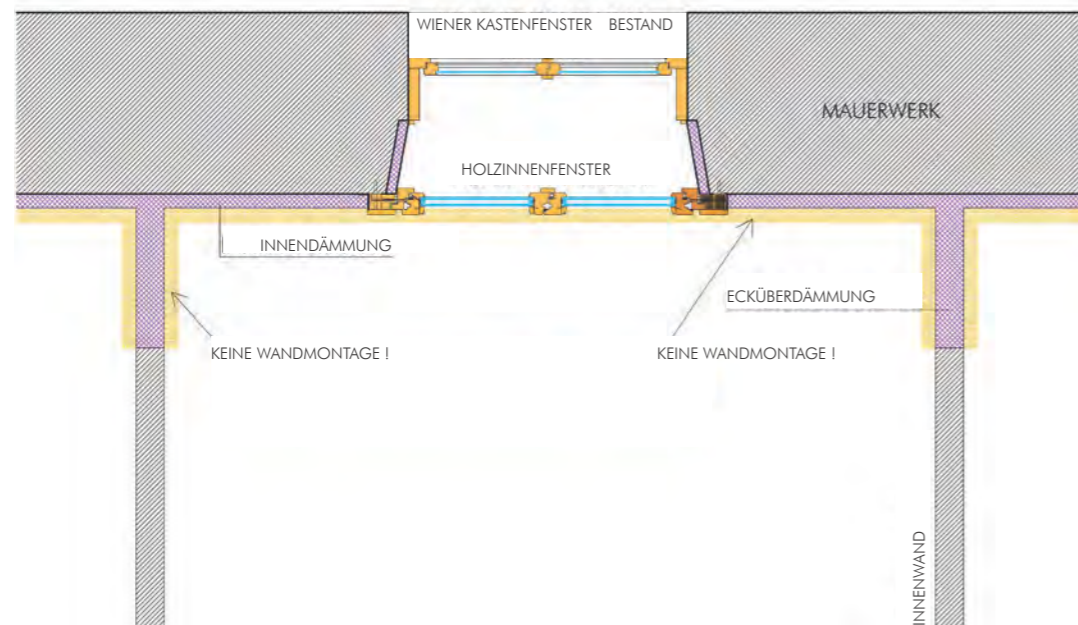 WIENER KASTENFENSTER BESTAND
MAUERWERK
HOLZINNENFENSTER
INNENDÄMMUNG
ECKÜBERDÄMMUNG
KEINE WANDMONTAGE !
KEINE WANDMONTAGE !
INNENWAND